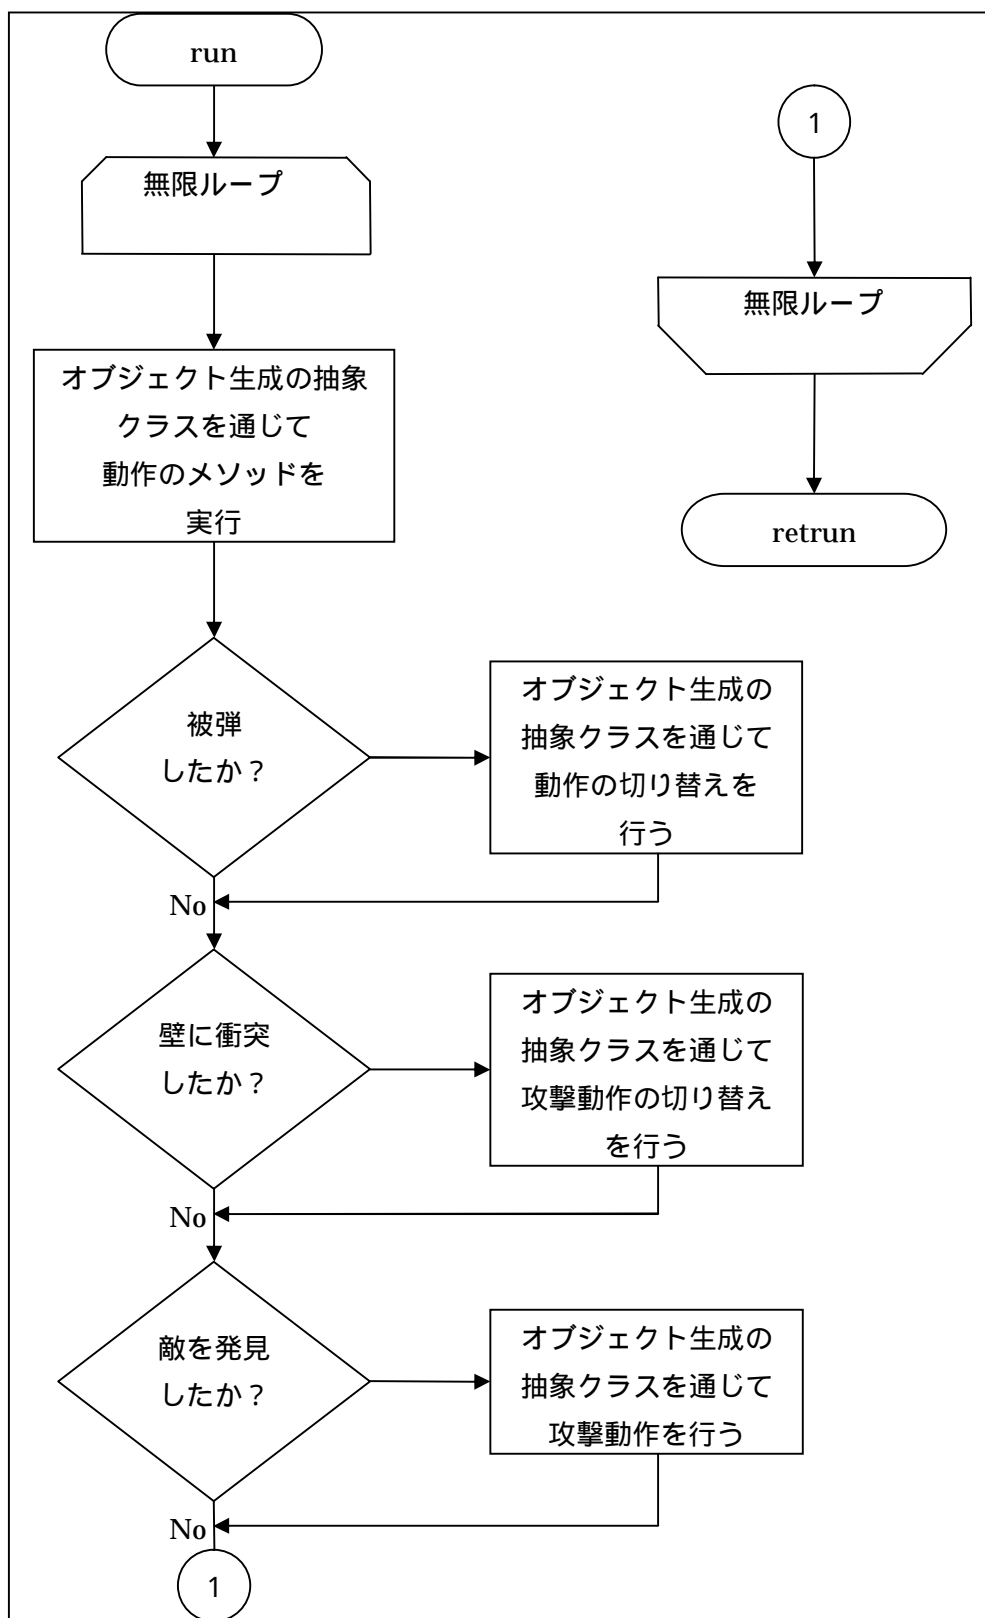 run
無限ループ
オブジェクト生成の抽象
クラスを通じて
動作のメソッドを
実行
被弾
したか？
オブジェクト生成の
抽象クラスを通じて
動作の切り替えを
行う
No
壁に衝突
したか？
オブジェクト生成の
抽象クラスを通じて
攻撃動作の切り替え
を行う
No
敵を発見
したか？
オブジェクト生成の
抽象クラスを通じて
攻撃動作を行う
No
1
1
無限ループ
retrun